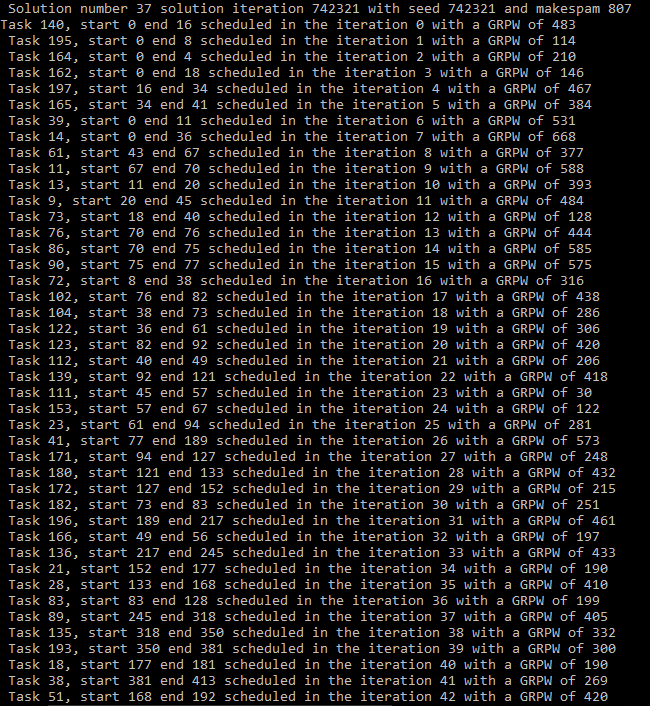 Solution number 37 solution iteration 742321 with seed 742321 and makespam 807
Task 140, start 0 end 16 scheduled in the iteration 0 with a GRPW of 483
Task 195, start 0 end 8 scheduled in the iteration 1 with a GRPW of 114
Task 164, start 0 end 4 scheduled in the iteration 2 with a GRPW of 210
Task 162, start 0 end 18 scheduled in the iteration 3 with a GRPW of 146
Task 197, start 16 end 34 scheduled in the iteration 4 with a GRPW of 467
Task 165, start 34 end 41 scheduled in the iteration 5 with a GRPW of 384
Task 39, start 0 end 11 scheduled in the iteration 6 with a GRPW of 531
Task 14, start 0 end 36 scheduled in the iteration 7 with a GRPW of 668
Task 61, start 43 end 67 scheduled in the iteration 8 with a GRPW of 377
Task 11, start 67 end 70 scheduled in the iteration 9 with a GRPW of 588
Task 13, start 11 end 20 scheduled in the iteration 10 with a GRPW of 393
Task 9, start 20 end 45 scheduled in the iteration 11 with a GRPW of 484
Task 73, start 18 end 40 scheduled in the iteration 12 with a GRPW of 128
Task 76, start 70 end 76 scheduled in the iteration 13 with a GRPW of 444
Task 86, start 70 end 75 scheduled in the iteration 14 with a GRPW of 585
Task 90, start 75 end 77 scheduled in the iteration 15 with a GRPW of 575
Task 72, start 8 end 38 scheduled in the iteration 16 with a GRPW of 316
Task 102, start 76 end 82 scheduled in the iteration 17 with a GRPW of 438
Task 104, start 38 end 73 scheduled in the iteration 18 with a GRPW of 286
Task 122, start 36 end 61 scheduled in the iteration 19 with a GRPW of 306
Task 123, start 82 end 92 scheduled in the iteration 20 with a GRPW of 420
Task 112, start 40 end 49 scheduled in the iteration 21 with a GRPW of 206
Task 139, start 92 end 121 scheduled in the iteration 22 with a GRPW of 418
Task 111, start 45 end 57 scheduled in the iteration 23 with a GRPW of 30
Task 153, start 57 end 67 scheduled in the iteration 24 with a GRPW of 122
Task 23, start 61 end 94 scheduled in the iteration 25 with a GRPW of 281
Task 41, start 77 end 189 scheduled in the iteration 26 with a GRPW of 573
Task 171, start 94 end 127 scheduled in the iteration 27 with a GRPW of 248
Task 180, start 121 end 133 scheduled in the iteration 28 with a GRPW of 432
Task 172, start 127 end 152 scheduled in the iteration 29 with a GRPW of 215
Task 182, start 73 end 83 scheduled in the iteration 30 with a GRPW of 251
Task 196, start 189 end 217 scheduled in the iteration 31 with a GRPW of 461
Task 166, start 49 end 56 scheduled in the iteration 32 with a GRPW of 197
Task 136, start 217 end 245 scheduled in the iteration 33 with a GRPW of 433
Task 21, start 152 end 177 scheduled in the iteration 34 with a GRPW of 190
Task 28, start 133 end 168 scheduled in the iteration 35 with a GRPW of 410
Task 83, start 83 end 128 scheduled in the iteration 36 with a GRPW of 199
Task 89, start 245 end 318 scheduled in the iteration 37 with a GRPW of 405
Task 135, start 318 end 350 scheduled in the iteration 38 with a GRPW of 332
Task 193, start 350 end 381 scheduled in the iteration 39 with a GRPW of 300
Task 18, start 177 end 181 scheduled in the iteration 40 with a GRPW of 190
Task 38, start 381 end 413 scheduled in the iteration 41 with a GRPW of 269
Task 51, start 168 end 192 scheduled in the iteration 42 with a GRPW of 420